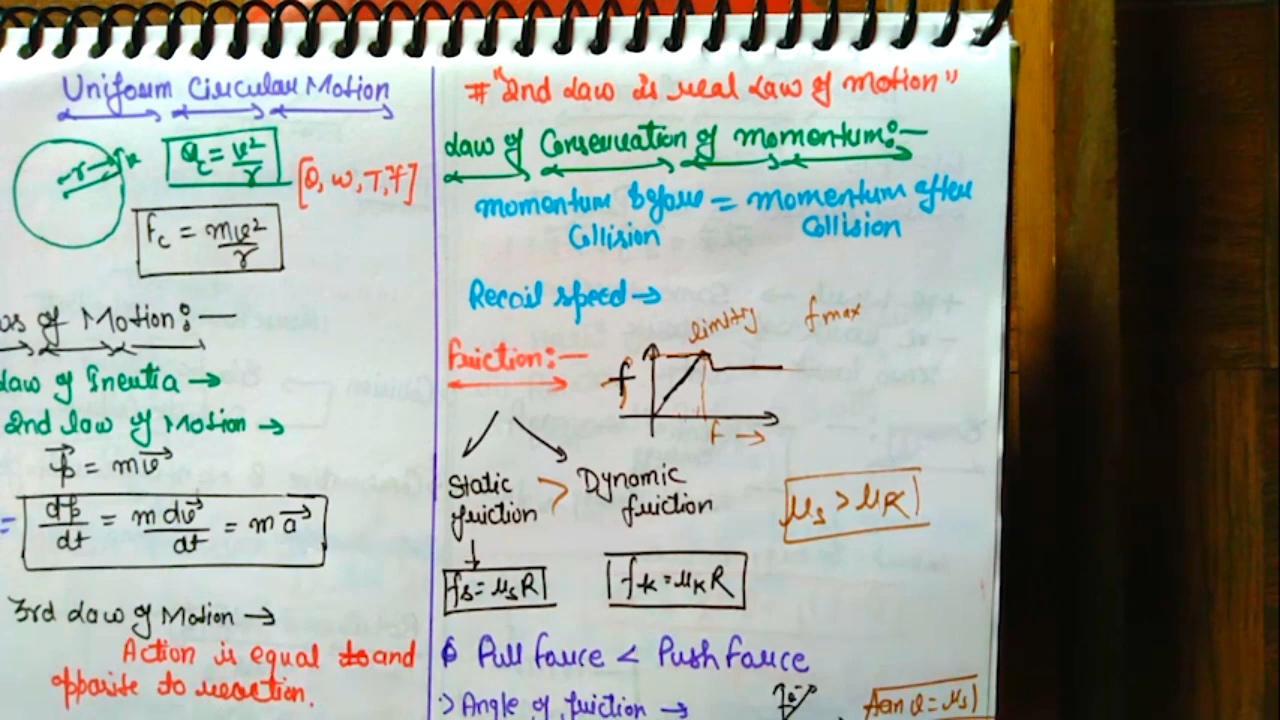 Uniform Circular Motion
r
a_c = v²/r
[θ, ω, T, f]
F_c = mv²/r
of Motion:—
law of Inertia →
2nd law of Motion →
p⃗ = mv⃗
= dp⃗/dt = m dv⃗/dt = m a⃗
3rd law of Motion →
Action is equal and
opposite to reaction.
# "2nd law is real law of motion"
law of Conservation of momentum:—
momentum before = momentum after
Collision Collision
Recoil speed →
Friction:—
limiting fmax
f
F →
Static > Dynamic
friction friction
μs > μK
fs = μsR fk = μKR
Pull force < Push force
Angle of friction →
tan θ = μs